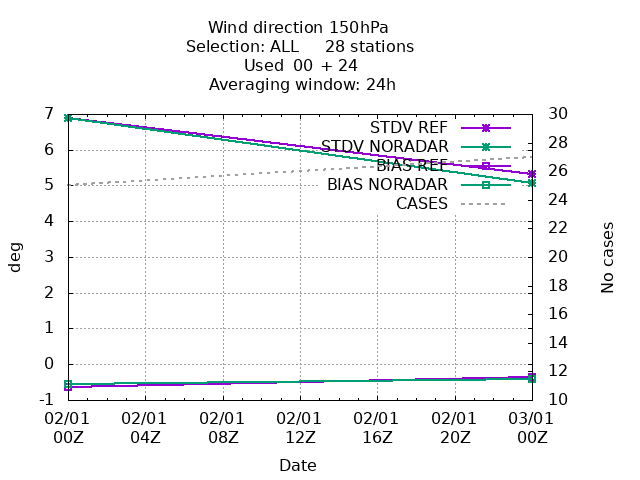 Wind direction 150hPa
Selection: ALL 28 stations
Used 00 + 24
Averaging window: 24h
7
6
5
4
3
2
1
0
-1
deg
30
28
26
24
22
20
18
16
14
12
10
No cases
STDV REF
STDV NORADAR
BIAS REF
BIAS NORADAR
CASES
02/01 02/01 02/01 02/01 02/01 02/01 03/01
00Z 04Z 08Z 12Z 16Z 20Z 00Z
Date